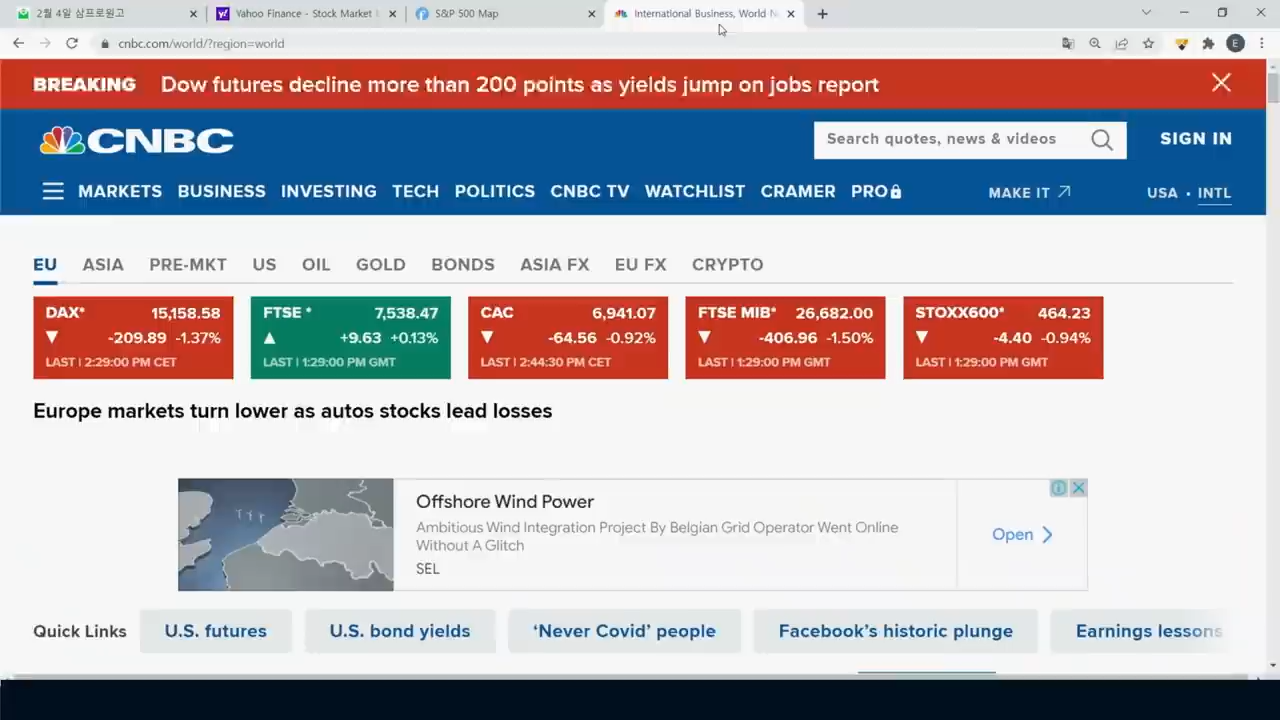 2월 4일 삼프로원고
Yahoo Finance - Stock Market
S&P 500 Map
International Business, World N
cnbc.com/world/?region=world
E
BREAKING Dow futures decline more than 200 points as yields jump on jobs report
CNBC
Search quotes, news & videos
SIGN IN
MARKETS BUSINESS INVESTING TECH POLITICS CNBC TV WATCHLIST CRAMER PRO
MAKE IT
USA • INTL
EU ASIA PRE-MKT US OIL GOLD BONDS ASIA FX EU FX CRYPTO
DAX* 15,158.58
▼ -209.89 -1.37%
LAST | 2:29:00 PM CET
FTSE * 7,538.47
▲ +9.63 +0.13%
LAST | 1:29:00 PM GMT
CAC 6,941.07
▼ -64.56 -0.92%
LAST | 2:44:30 PM CET
FTSE MIB* 26,682.00
▼ -406.96 -1.50%
LAST | 1:29:00 PM GMT
STOXX600* 464.23
▼ -4.40 -0.94%
LAST | 1:29:00 PM GMT
Europe markets turn lower as autos stocks lead losses
Offshore Wind Power
Ambitious Wind Integration Project By Belgian Grid Operator Went Online
Without A Glitch
SEL
Open
Quick Links
U.S. futures
U.S. bond yields
‘Never Covid’ people
Facebook’s historic plunge
Earnings lessons